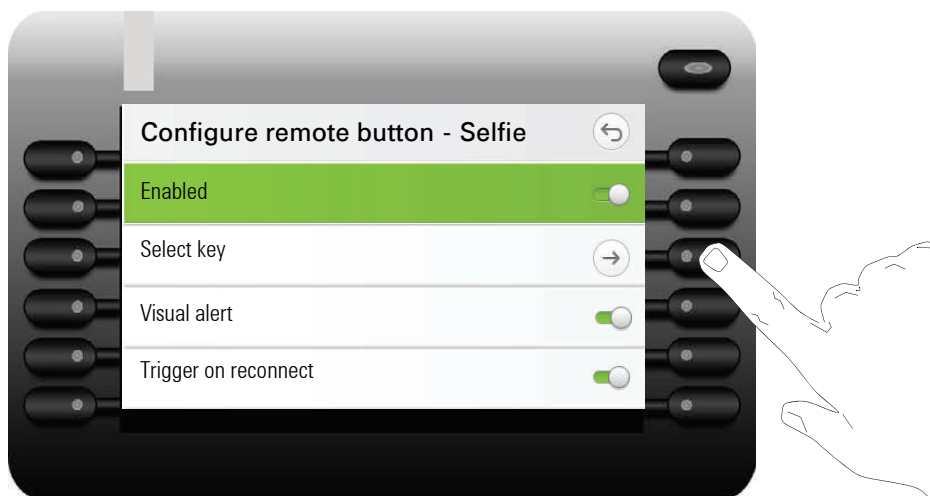 Configure remote button - Selfie
Enabled
Select key
Visual alert
Trigger on reconnect